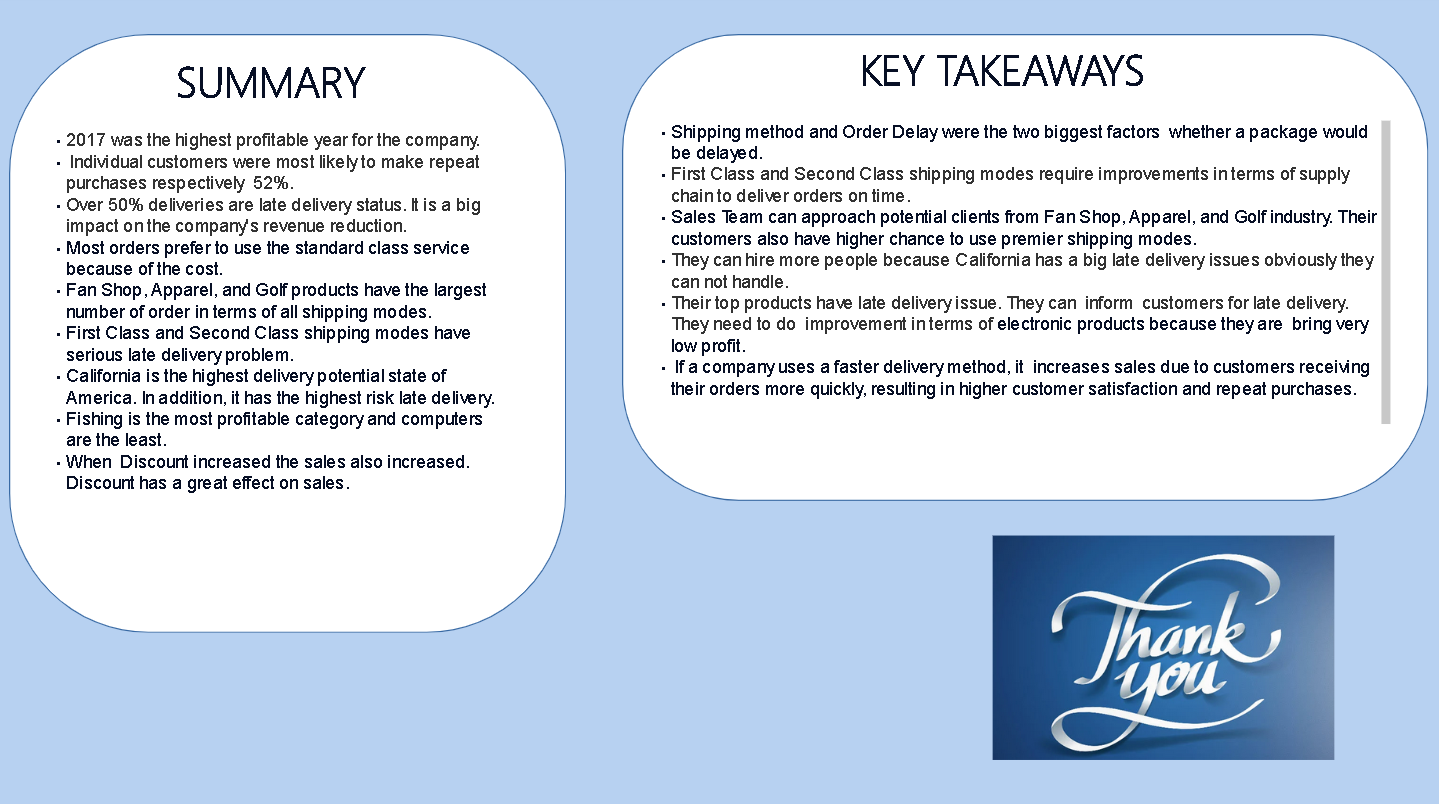 SUMMARY
• 2017 was the highest profitable year for the company.
• Individual customers were most likely to make repeat
purchases respectively 52%.
• Over 50% deliveries are late delivery status. It is a big
impact on the company's revenue reduction.
• Most orders prefer to use the standard class service
because of the cost.
• Fan Shop, Apparel, and Golf products have the largest
number of order in terms of all shipping modes.
• First Class and Second Class shipping modes have
serious late delivery problem.
• California is the highest delivery potential state of
America. In addition, it has the highest risk late delivery.
• Fishing is the most profitable category and computers
are the least.
• When Discount increased the sales also increased.
Discount has a great effect on sales.
KEY TAKEAWAYS
• Shipping method and Order Delay were the two biggest factors whether a package would
be delayed.
• First Class and Second Class shipping modes require improvements in terms of supply
chain to deliver orders on time.
• Sales Team can approach potential clients from Fan Shop, Apparel, and Golf industry. Their
customers also have higher chance to use premier shipping modes.
• They can hire more people because California has a big late delivery issues obviously they
can not handle.
• Their top products have late delivery issue. They can inform customers for late delivery.
They need to do improvement in terms of electronic products because they are bring very
low profit.
• If a company uses a faster delivery method, it increases sales due to customers receiving
their orders more quickly, resulting in higher customer satisfaction and repeat purchases.
Thank
you